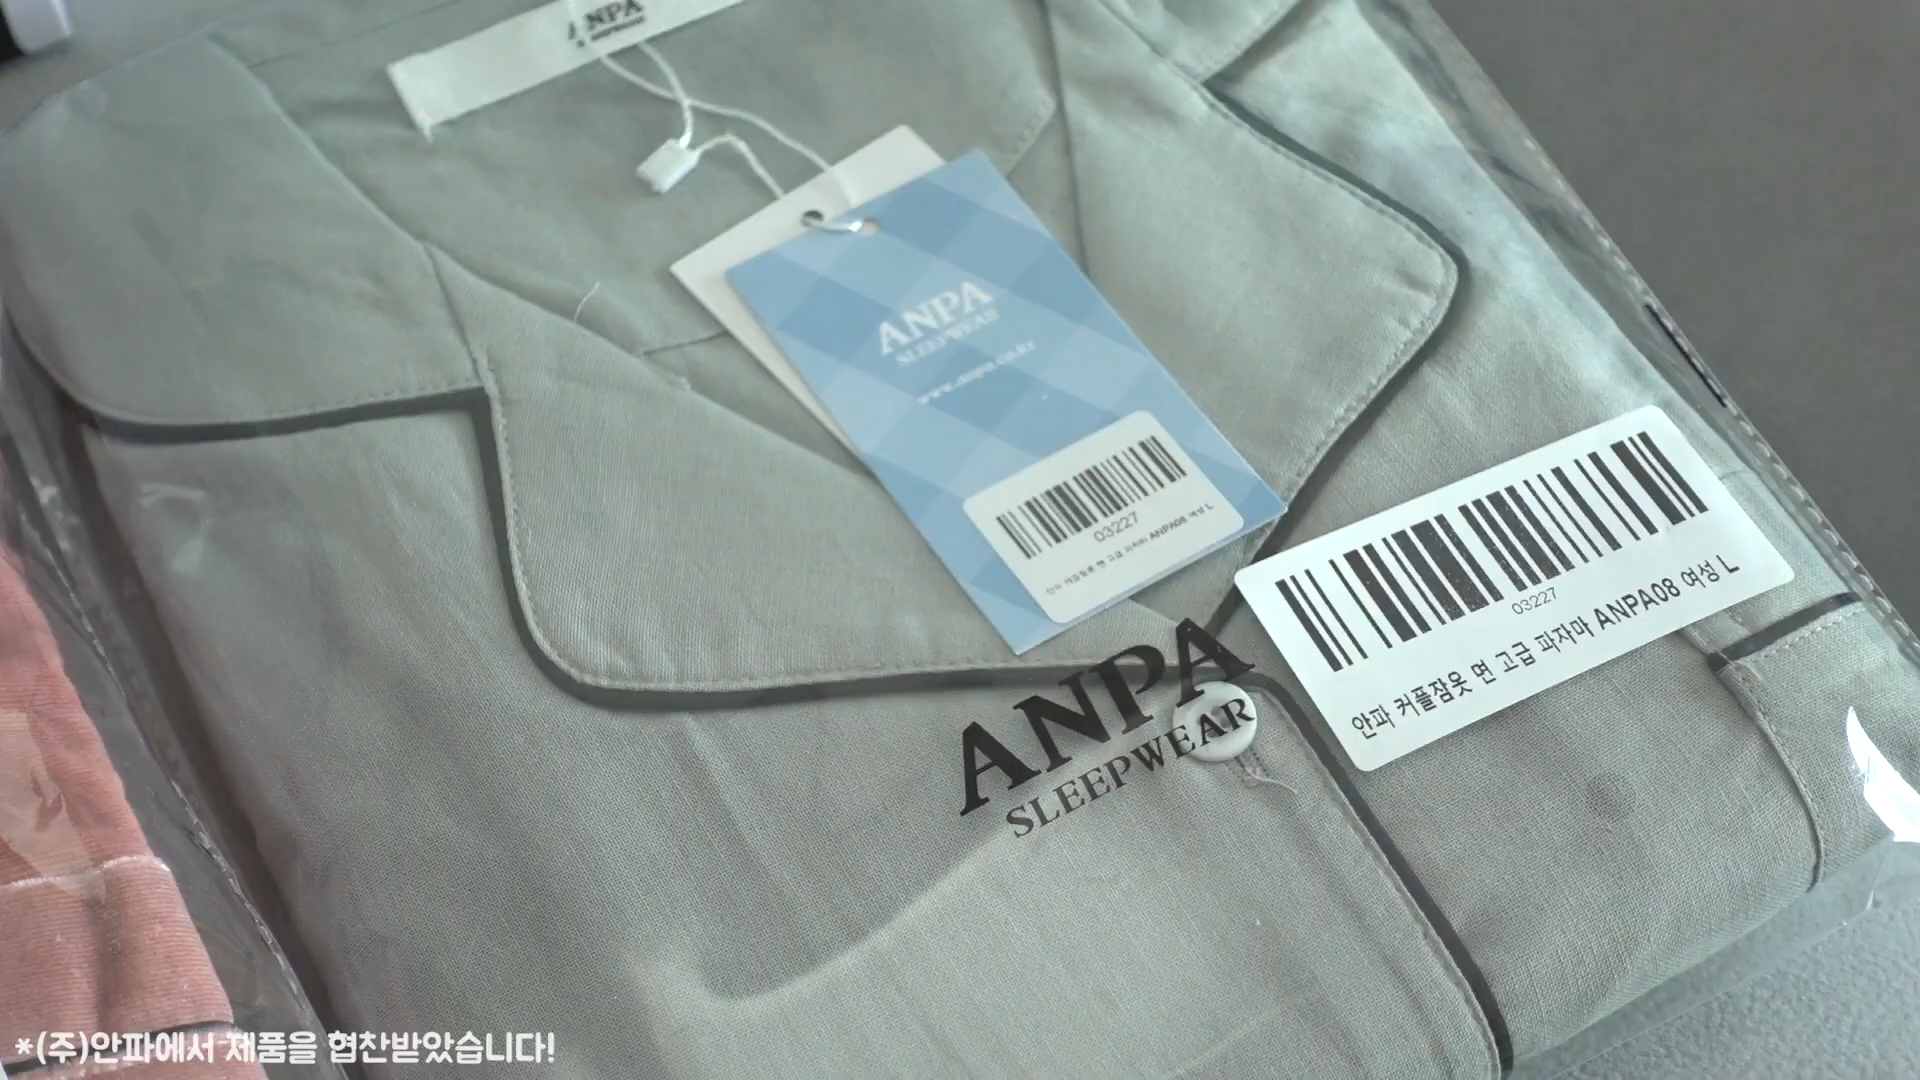 ANPA
ANPA
SLEEPWEAR
www.anpa.co.kr
03227
ANPA08 여성 L
03227
안파 커플잠옷 면 고급 파자마 ANPA08 여성 L
ANPA
SLEEPWEAR
*(주)안파에서 제품을 협찬받았습니다!